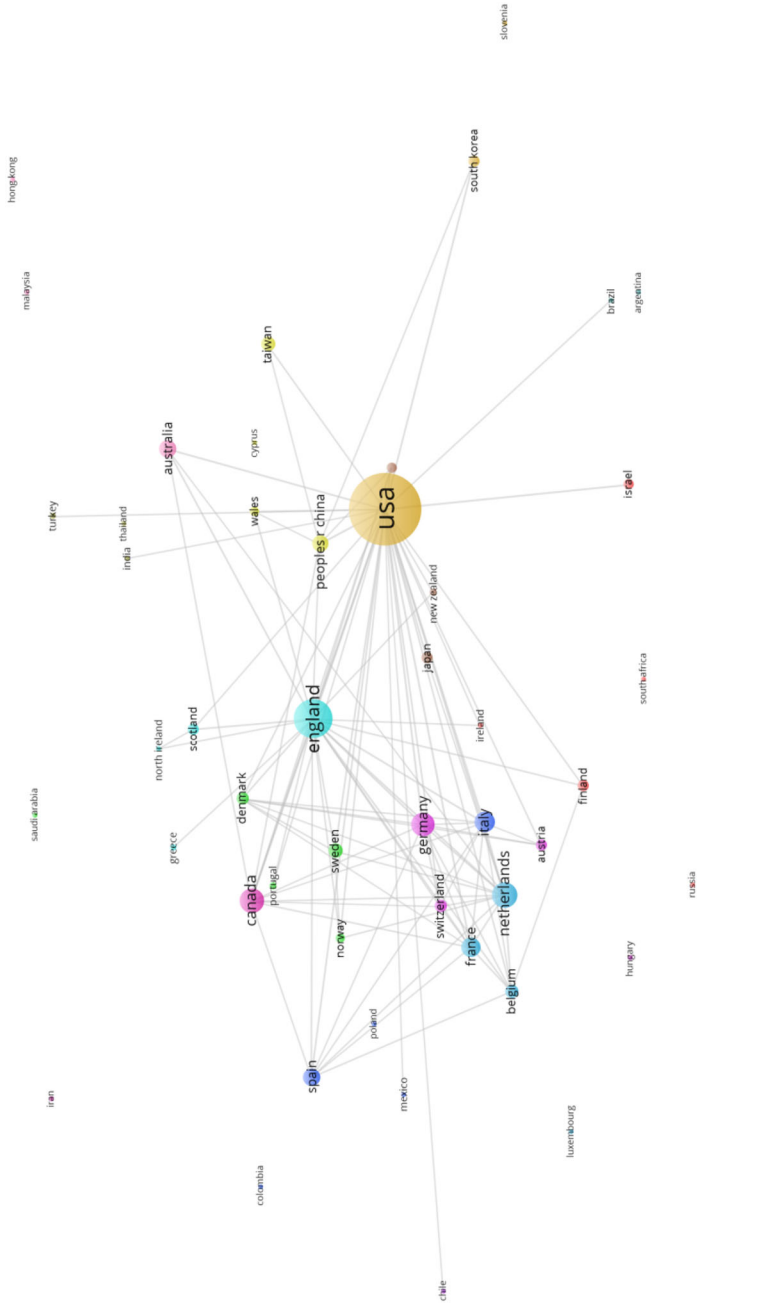 hong kong
malaysia
saudi arabia
iran
turkey
thailand
india
north ireland
australia
greece
scotland
denmark
canada
wales
cyprus
colombia
taiwan
portugal
spain
england
peoples r china
sweden
norway
poland
usa
mexico
germany
japan
new zealand
switzerland
chile
france
south korea
ireland
italy
slovenia
netherlands
belgium
austria
luxembourg
finland
brazil
israel
hungary
argentina
south africa
russia